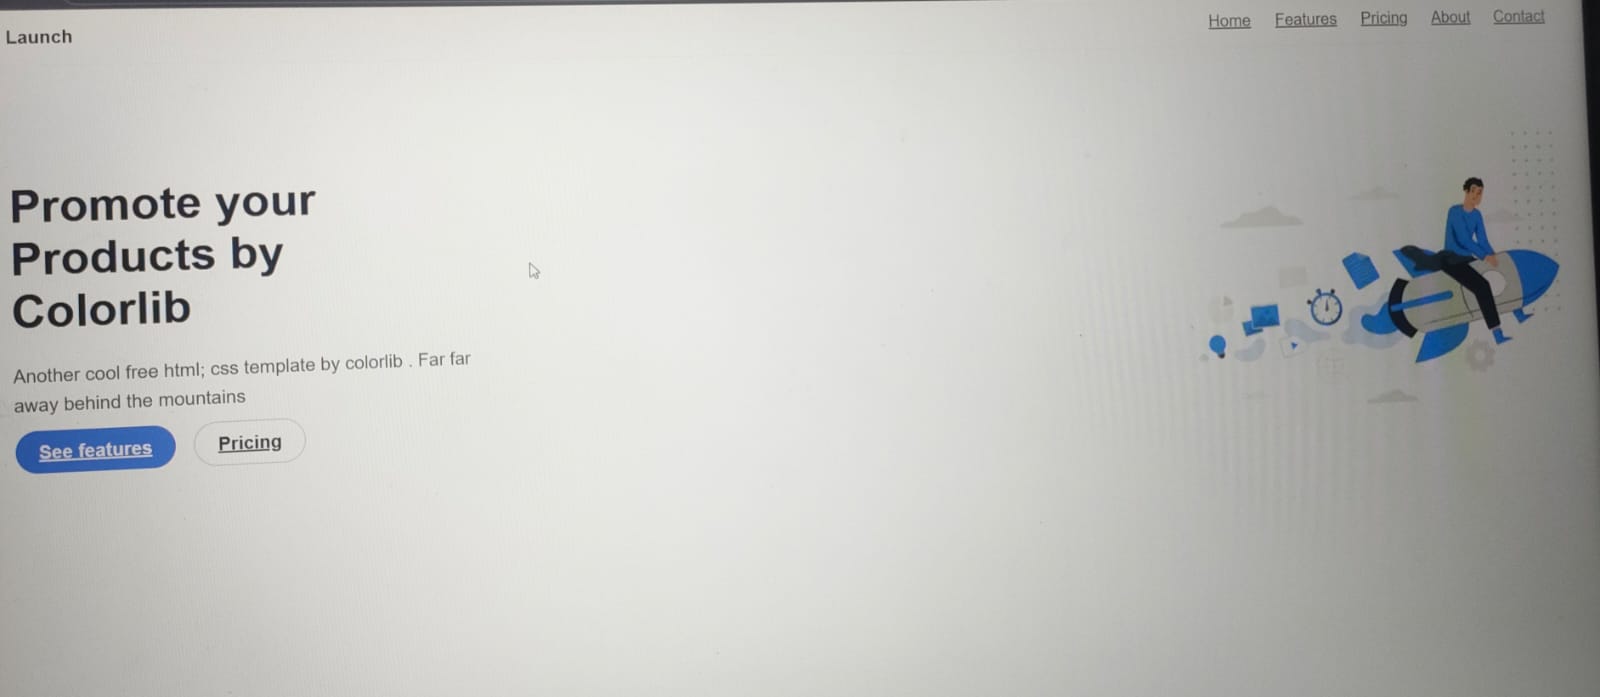 Launch
Home Features Pricing About Contact
Promote your
Products by
Colorlib
Another cool free html; css template by colorlib . Far far
away behind the mountains
See features Pricing